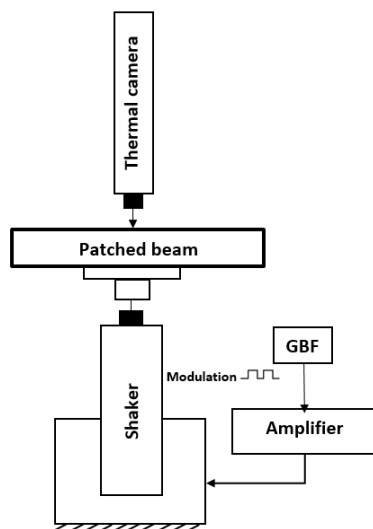 Thermal camera
Patched beam
GBF
Modulation
Shaker
Amplifier